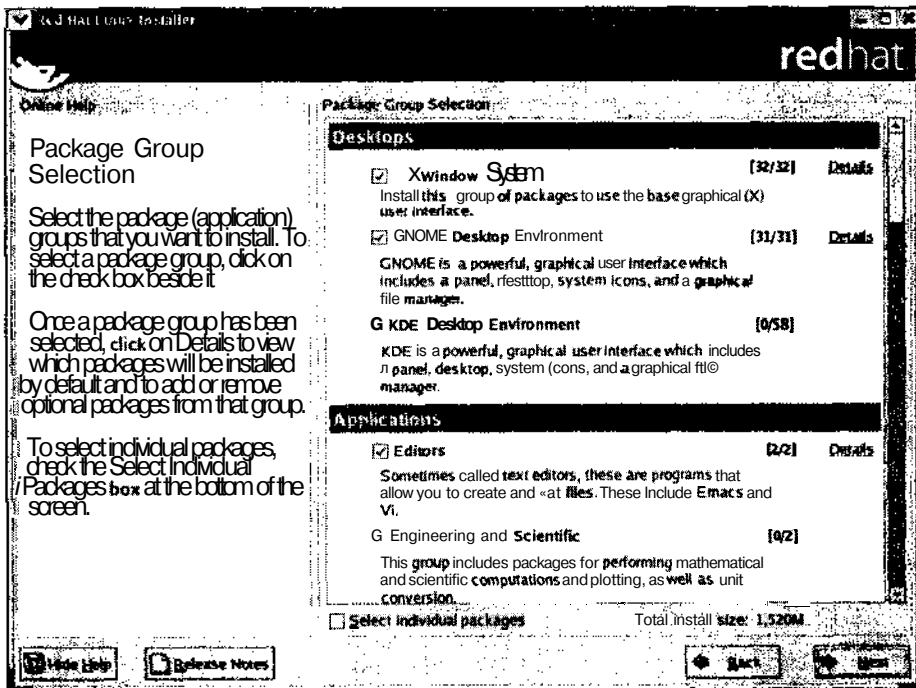 Red Hat Linux Installer
redhat
Online Help
Package Group Selection
Package Group
Selection
Select the package (application)
groups that you want to install. To
select a package group, click on
the check box beside it
Once a package group has been
selected, click on Details to view
which packages will be installed
by default and to add or remove
optional packages from that group.
To select individual packages,
check the Select Individual
Packages box at the bottom of the
screen.
Desktops
X Window System [32/32] Details
Install this group of packages to use the base graphical (X)
user interface.
GNOME Desktop Environment [31/31] Details
GNOME is a powerful, graphical user interface which
includes a panel, rfestttop, system icons, and a graphical
file manager.
G KDE Desktop Environment [0/58]
KDE is a powerful, graphical user interface which includes
л panel, desktop, system (cons, and a graphical ftl©
manager.
Applications
Editors [2/2] Details
Sometimes called text editors, these are programs that
allow you to create and «at files. These Include Emacs and
Vi.
G Engineering and Scientific [0/2]
This group includes packages for performing mathematical
and scientific computations and plotting, as well as unit
conversion.
Select individual packages Total install size: 1,520M
Hide Help Release Notes Back Next